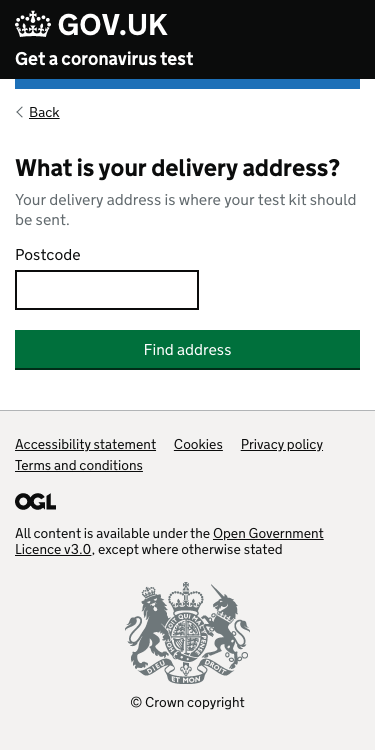 GOV.UK
Get a coronavirus test
Back
What is your delivery address?
Your delivery address is where your test kit should
be sent.
Postcode
Find address
Accessibility statement Cookies Privacy policy
Terms and conditions
OGL
All content is available under the Open Government
Licence v3.0, except where otherwise stated
DIEU ET MON DROIT
© Crown copyright